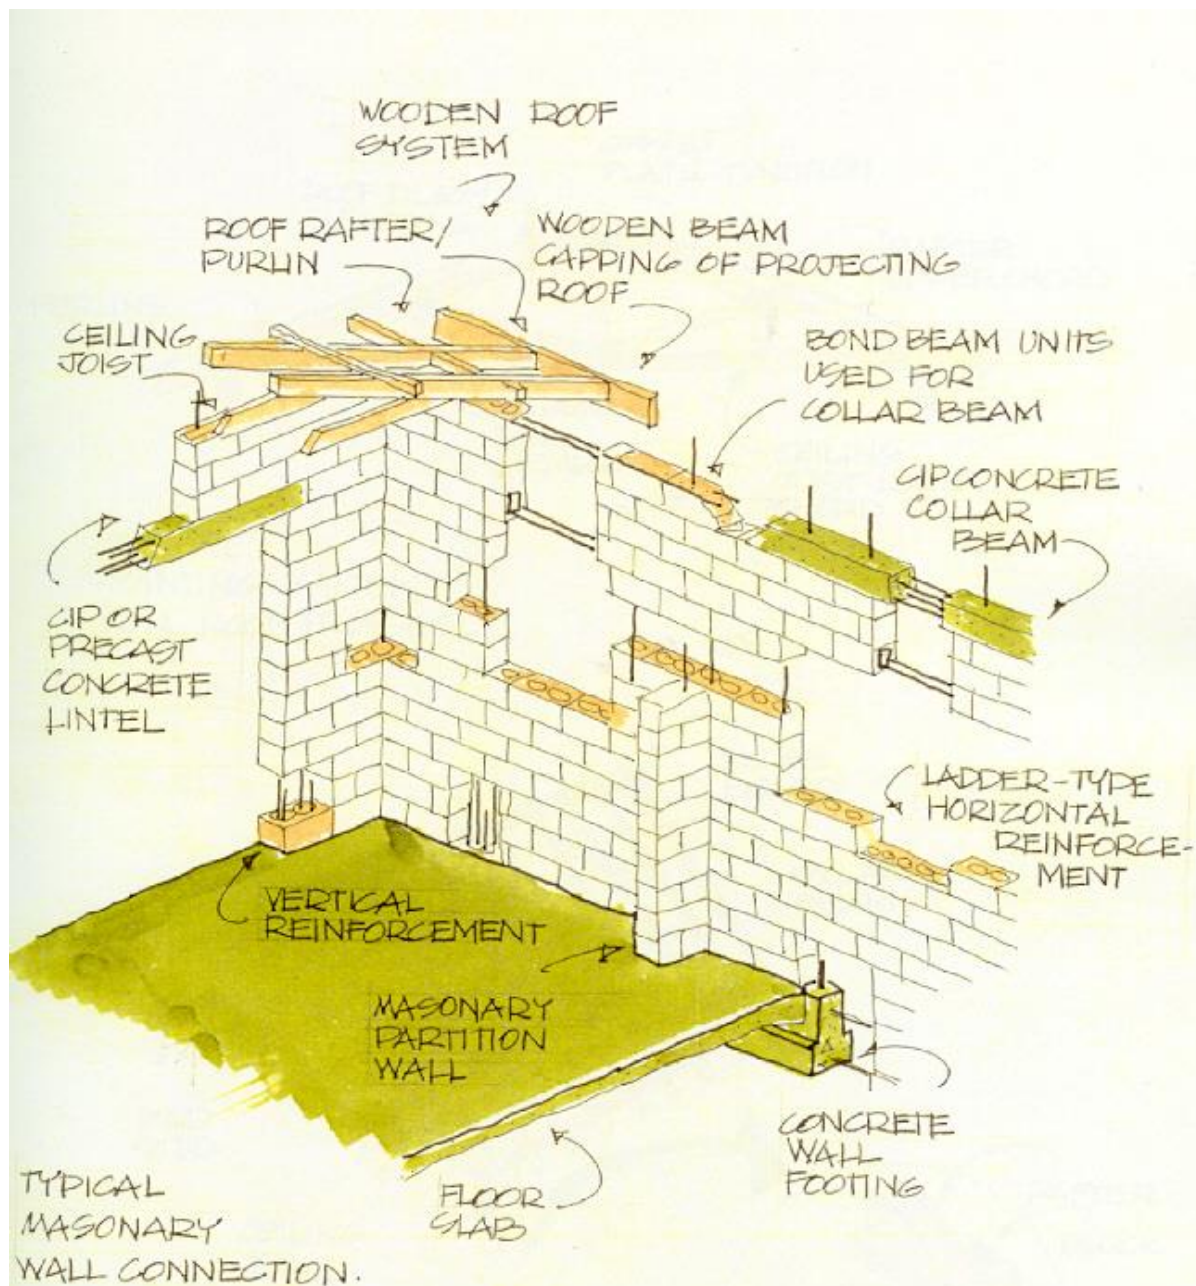 WOODEN ROOF
SYSTEM
ROOF RAFTER/
PURLIN
WOODEN BEAM
CAPPING OF PROJECTING
ROOF
CEILING
JOIST
BOND BEAM UNITS
USED FOR
COLLAR BEAM
CIP CONCRETE
COLLAR
BEAM
CIP OR
PRECAST
CONCRETE
LINTEL
LADDER-TYPE
HORIZONTAL
REINFORCE-
MENT
VERTICAL
REINFORCEMENT
MASONARY
PARTITION
WALL
CONCRETE
WALL
FOOTING
FLOOR
SLAB
TYPICAL
MASONARY
WALL CONNECTION.